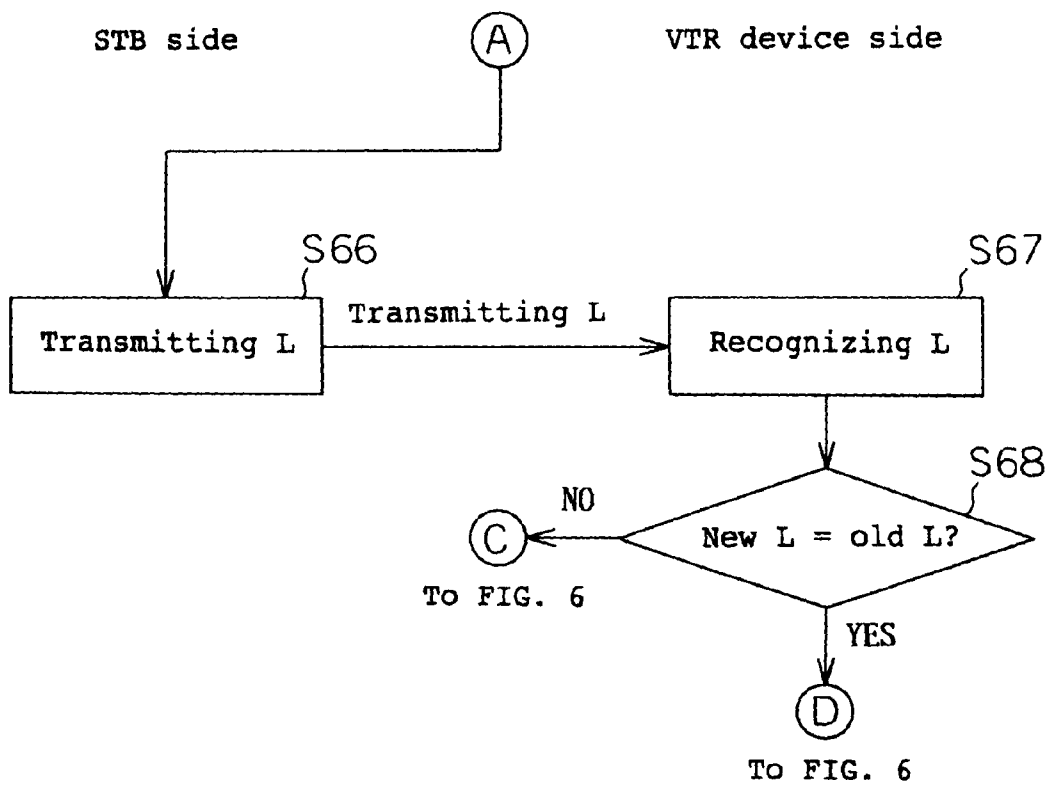 STB side
A
VTR device side
S66
S67
Transmitting L
Transmitting L
Recognizing L
S68
NO
C
New L = old L?
To FIG. 6
YES
D
To FIG. 6